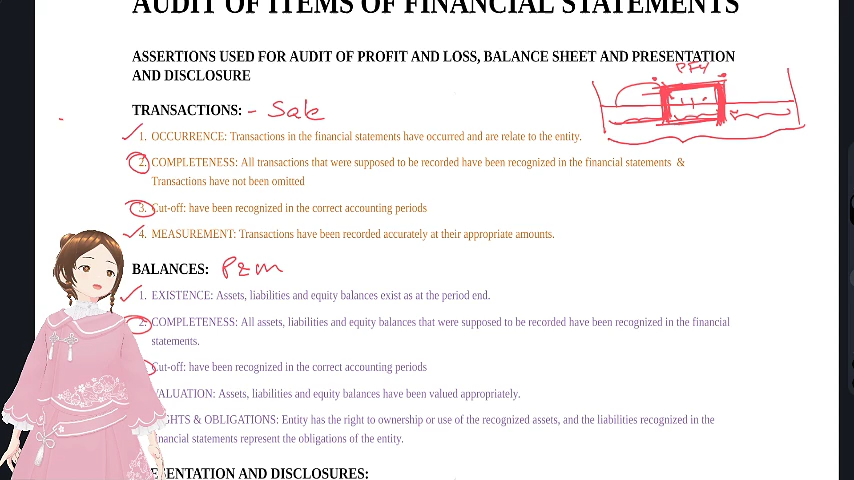 AUDIT OF ITEMS OF FINANCIAL STATEMENTS
ASSERTIONS USED FOR AUDIT OF PROFIT AND LOSS, BALANCE SHEET AND PRESENTATION
AND DISCLOSURE
PFY
TRANSACTIONS: - Sale
1. OCCURRENCE: Transactions in the financial statements have occurred and are relate to the entity.
2. COMPLETENESS: All transactions that were supposed to be recorded have been recognized in the financial statements &
Transactions have not been omitted
3. Cut-off: have been recognized in the correct accounting periods
4. MEASUREMENT: Transactions have been recorded accurately at their appropriate amounts.
BALANCES: P&M
1. EXISTENCE: Assets, liabilities and equity balances exist as at the period end.
2. COMPLETENESS: All assets, liabilities and equity balances that were supposed to be recorded have been recognized in the financial
statements.
Cut-off: have been recognized in the correct accounting periods
VALUATION: Assets, liabilities and equity balances have been valued appropriately.
IGHTS & OBLIGATIONS: Entity has the right to ownership or use of the recognized assets, and the liabilities recognized in the
inancial statements represent the obligations of the entity.
ESENTATION AND DISCLOSURES: